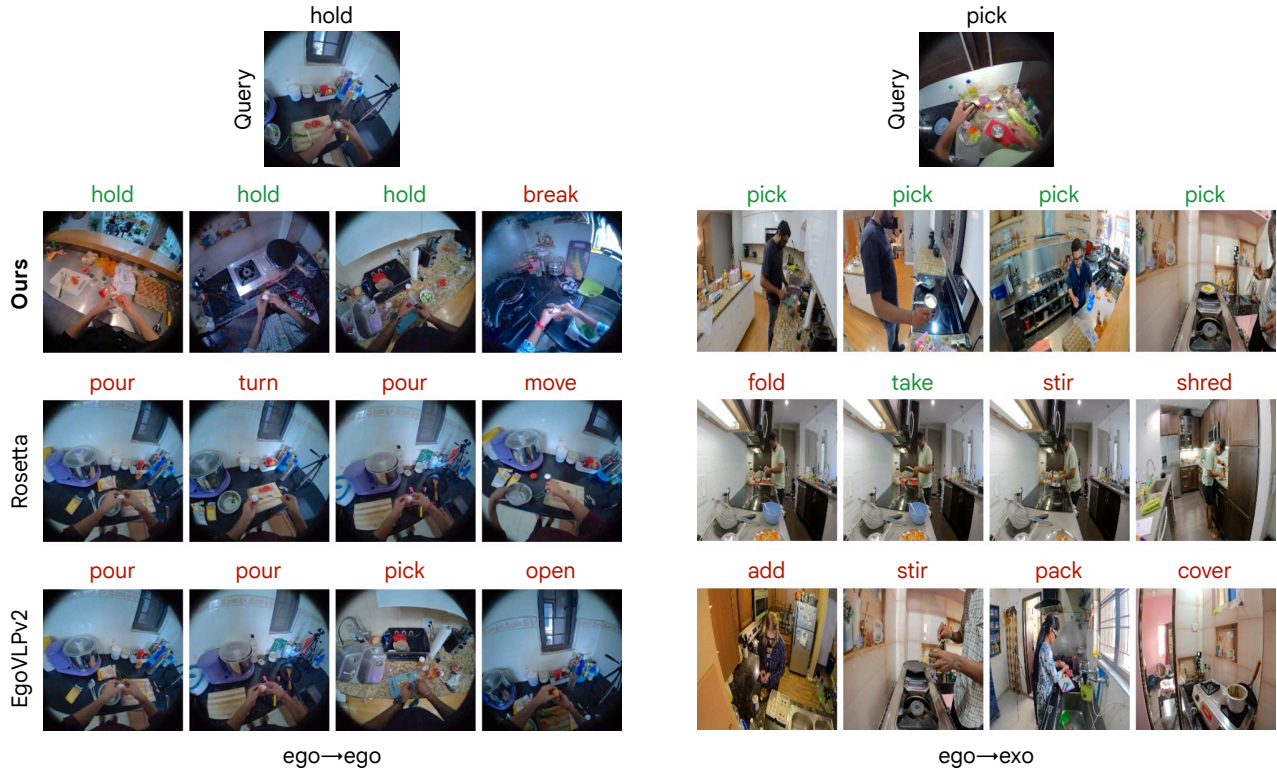 hold
pick
Query
Query
hold hold hold break
pick pick pick pick
Ours
pour turn pour move
fold take stir shred
Rosetta
pour pour pick open
add stir pack cover
EgoVLPv2
ego→ego
ego→exo